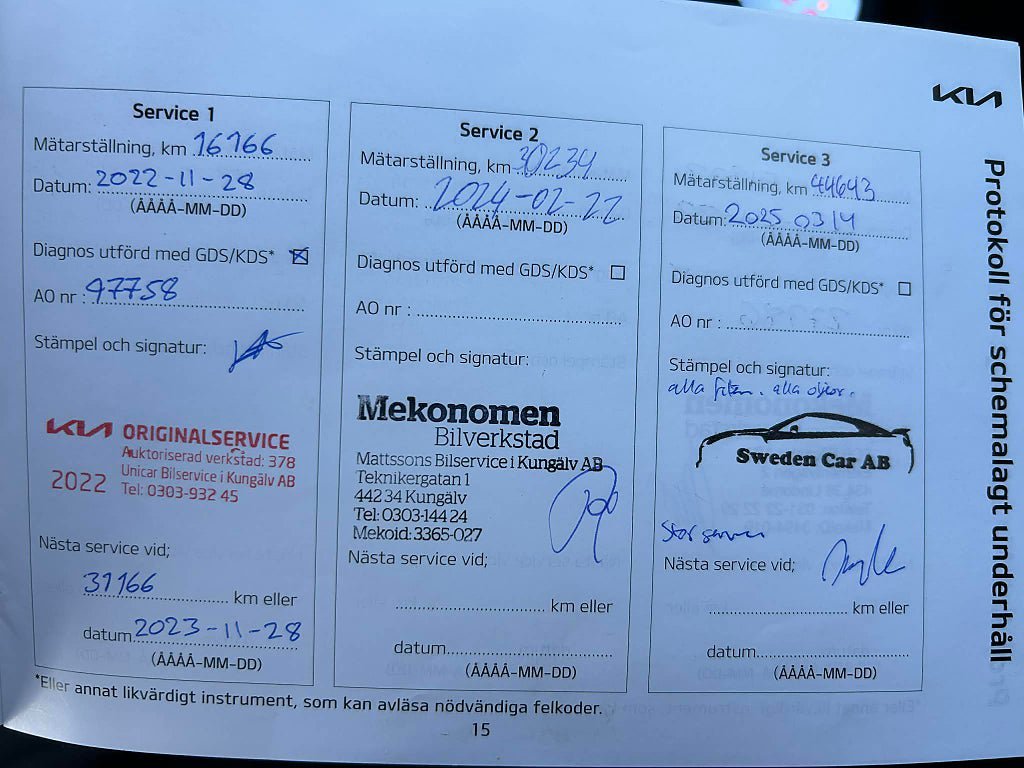 KIA
Protokoll för schemalagt underhåll
Service 1
Mätarställning, km 16166
Datum: 2022-11-28
(ÅÅÅÅ-MM-DD)
Diagnos utförd med GDS/KDS*
AO nr : 97758
Stämpel och signatur:
KIA ORIGINALSERVICE
Auktoriserad verkstad: 378
2022 Unicar Bilservice i Kungälv AB
Tel: 0303-932 45
Nästa service vid;
31166 km eller
datum 2023-11-28
(ÅÅÅÅ-MM-DD)
Service 2
Mätarställning, km 30234
Datum: 2024-02-22
(ÅÅÅÅ-MM-DD)
Diagnos utförd med GDS/KDS*
AO nr :
Stämpel och signatur:
Mekonomen
Bilverkstad
Mattssons Bilservice i Kungälv AB
Teknikergatan 1
442 34 Kungälv
Tel: 0303-144 24
Mekoid: 3365-027
Nästa service vid;
km eller
datum
(ÅÅÅÅ-MM-DD)
Service 3
Mätarställning, km 44643
Datum: 2025 03 14
(ÅÅÅÅ-MM-DD)
Diagnos utförd med GDS/KDS*
AO nr :
Stämpel och signatur:
alla filter. alla oljor.
Sweden Car AB
Stor service
Nästa service vid;
km eller
datum
(ÅÅÅÅ-MM-DD)
*Eller annat likvärdigt instrument, som kan avläsa nödvändiga felkoder.
15